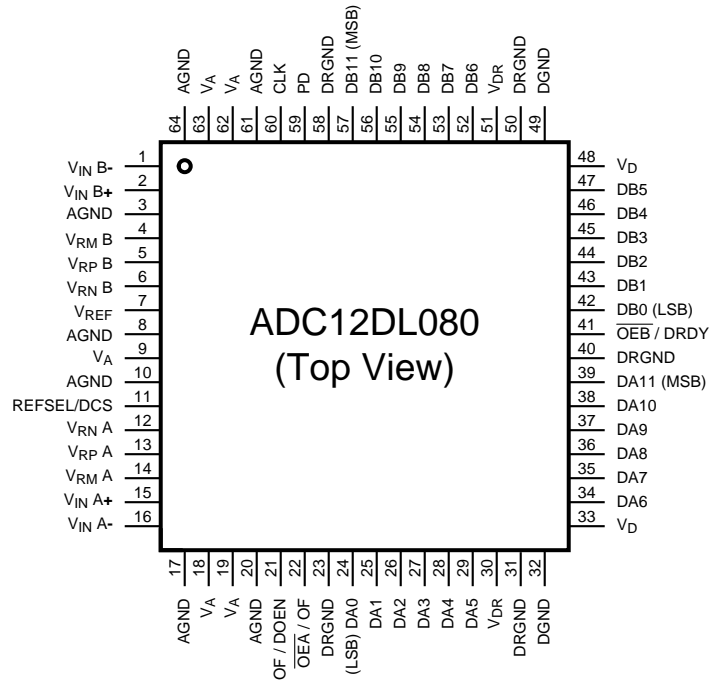 AGND
VA
VA
AGND
CLK
PD
DRGND
DB11 (MSB)
DB10
DB9
DB8
DB7
DB6
VDR
DRGND
DGND
64
63
62
61
60
59
58
57
56
55
54
53
52
51
50
49
VIN B- 1
VIN B+ 2
AGND 3
VRM B 4
VRP B 5
VRN B 6
VREF 7
AGND 8
VA 9
AGND 10
REFSEL/DCS 11
VRN A 12
VRP A 13
VRM A 14
VIN A+ 15
VIN A- 16
ADC12DL080
(Top View)
48 VD
47 DB5
46 DB4
45 DB3
44 DB2
43 DB1
42 DB0 (LSB)
41 OEB / DRDY
40 DRGND
39 DA11 (MSB)
38 DA10
37 DA9
36 DA8
35 DA7
34 DA6
33 VD
17
18
19
20
21
22
23
24
25
26
27
28
29
30
31
32
AGND
VA
VA
AGND
OF / DOEN
OEA / OF
DRGND
(LSB) DA0
DA1
DA2
DA3
DA4
DA5
VDR
DRGND
DGND